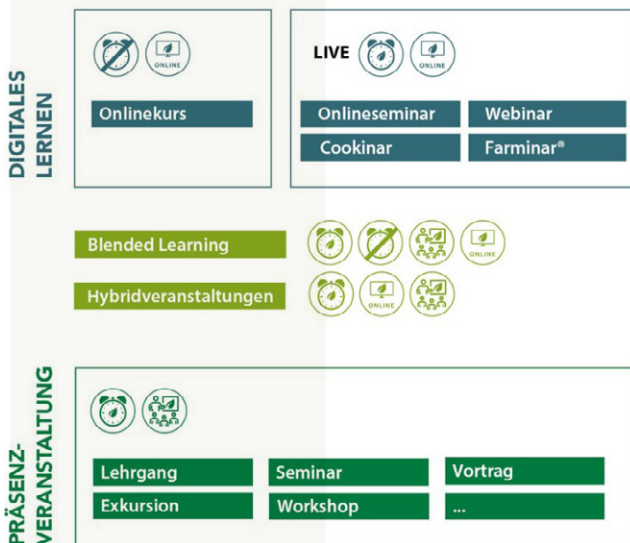 DIGITALES
LERNEN
ONLINE
Onlinekurs
LIVE
ONLINE
Onlineseminar
Webinar
Cookinar
Farminar®
Blended Learning
ONLINE
Hybridveranstaltungen
ONLINE
PRÄSENZ-
VERANSTALTUNG
Lehrgang
Seminar
Vortrag
Exkursion
Workshop
...